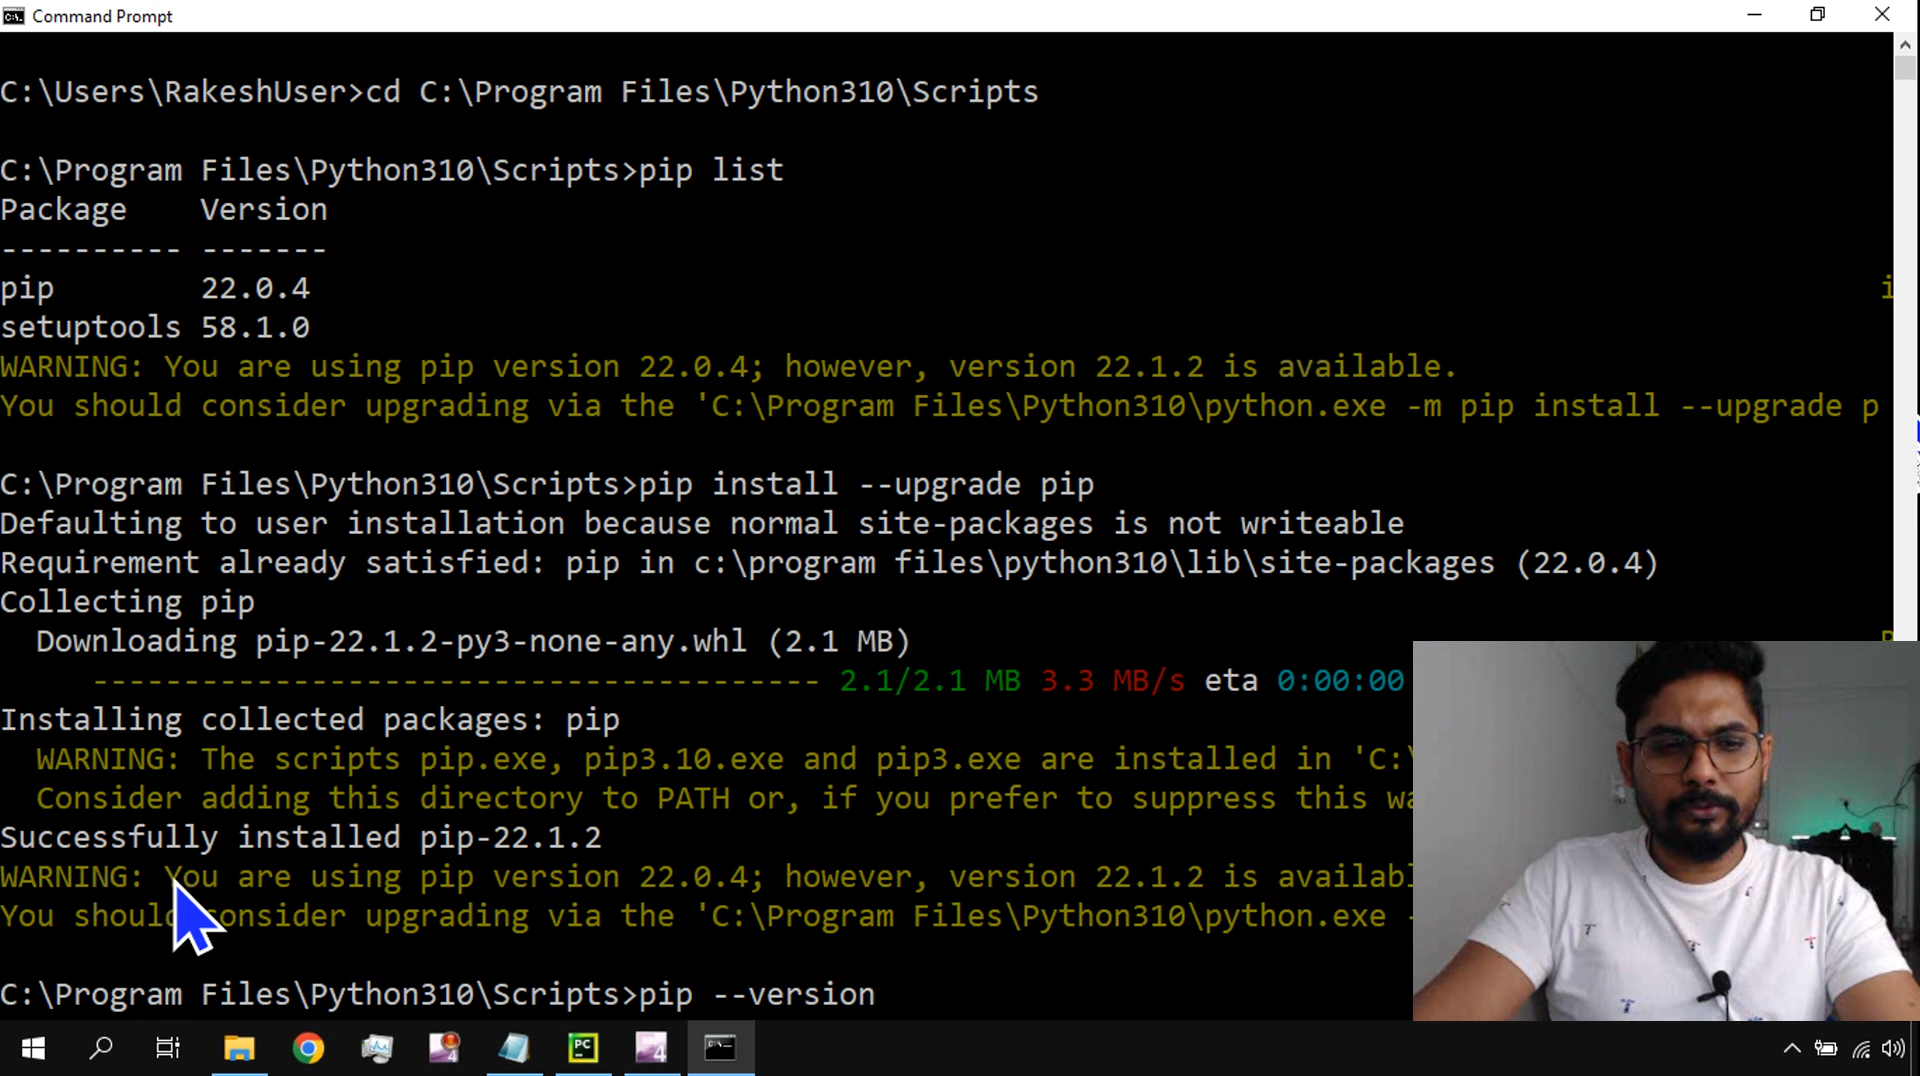 Command Prompt
C:\Users\RakeshUser>cd C:\Program Files\Python310\Scripts
C:\Program Files\Python310\Scripts>pip list
Package    Version
---------- -------
pip        22.0.4
setuptools 58.1.0
WARNING: You are using pip version 22.0.4; however, version 22.1.2 is available.
You should consider upgrading via the 'C:\Program Files\Python310\python.exe -m pip install --upgrade p
C:\Program Files\Python310\Scripts>pip install --upgrade pip
Defaulting to user installation because normal site-packages is not writeable
Requirement already satisfied: pip in c:\program files\python310\lib\site-packages (22.0.4)
Collecting pip
  Downloading pip-22.1.2-py3-none-any.whl (2.1 MB)
     ---------------------------------------- 2.1/2.1 MB 3.3 MB/s eta 0:00:00
Installing collected packages: pip
  WARNING: The scripts pip.exe, pip3.10.exe and pip3.exe are installed in 'C:\
  Consider adding this directory to PATH or, if you prefer to suppress this wa
Successfully installed pip-22.1.2
WARNING: You are using pip version 22.0.4; however, version 22.1.2 is availabl
You should consider upgrading via the 'C:\Program Files\Python310\python.exe -
C:\Program Files\Python310\Scripts>pip --version